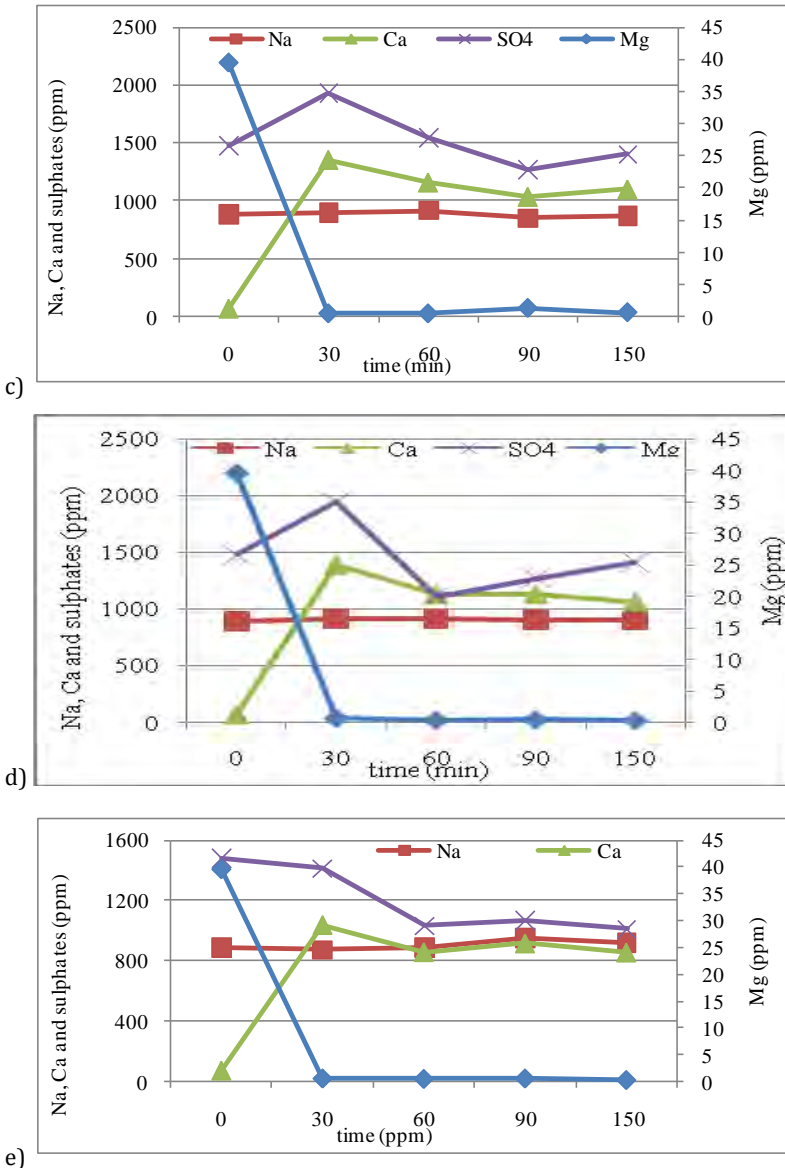 Na Ca SO4 Mg
2500 45
2000 40
1500 35
1000 30
500 25
0 20
15
10
5
0
Na, Ca and sulphates (ppm)
Mg (ppm)
0 30 60 90 150
time (min)
c)
Na Ca SO4 Mg
2500 45
2000 40
1500 35
1000 30
500 25
0 20
15
10
5
0
Na, Ca and sulphates (ppm)
Mg (ppm)
0 30 60 90 150
time (min)
d)
Na Ca
1600 45
1200 40
800 35
400 30
0 25
20
15
10
5
0
Na, Ca and sulphates (ppm)
Mg (ppm)
0 30 60 90 150
time (ppm)
e)